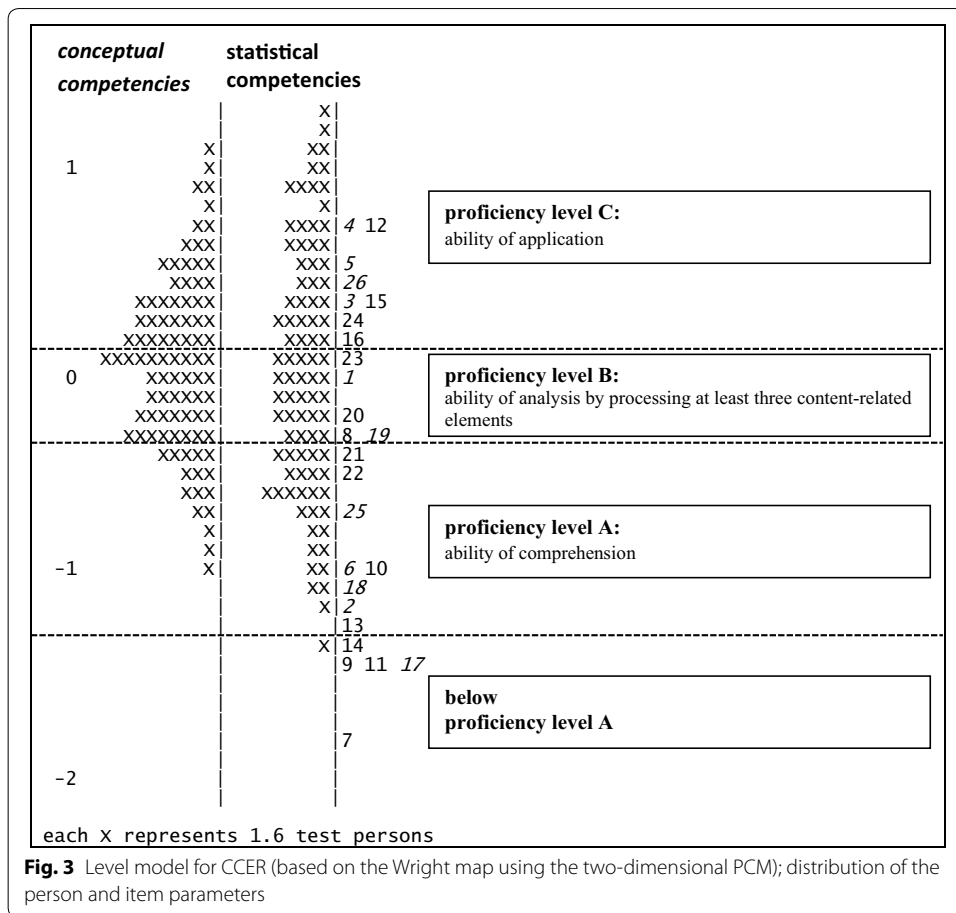 conceptual statistical
competencies competencies
| x|
| x|
x| xx|
1 x| xx|
xx| xxxx|
x| x|
xx| xxxx|4 12
xxx| xxxx|
xxxxx| xxx|5
xxxx| xxx|26
xxxxxxx| xxxx|3 15
xxxxxxx| xxxxx|24
xxxxxxxx| xxxx|16
xxxxxxxxxx| xxxxx|23
0 xxxxxx| xxxxx|1
xxxxxx| xxxxx|
xxxxxxx| xxxxx|20
xxxxxxxx| xxxx|8 19
xxxxx| xxxxx|21
xxx| xxxx|22
xxx| xxxxxx|
xx| xxx|25
x| xx|
x| xx|
-1 x| xx|6 10
| xx|18
| x|2
| |13
| x|14
| |9 11 17
| |
| |
| |
| |7
| |
-2 | |
| |
proficiency level C:
ability of application
proficiency level B:
ability of analysis by processing at least three content-related
elements
proficiency level A:
ability of comprehension
below
proficiency level A
each X represents 1.6 test persons
Fig. 3 Level model for CCER (based on the Wright map using the two-dimensional PCM); distribution of the
person and item parameters